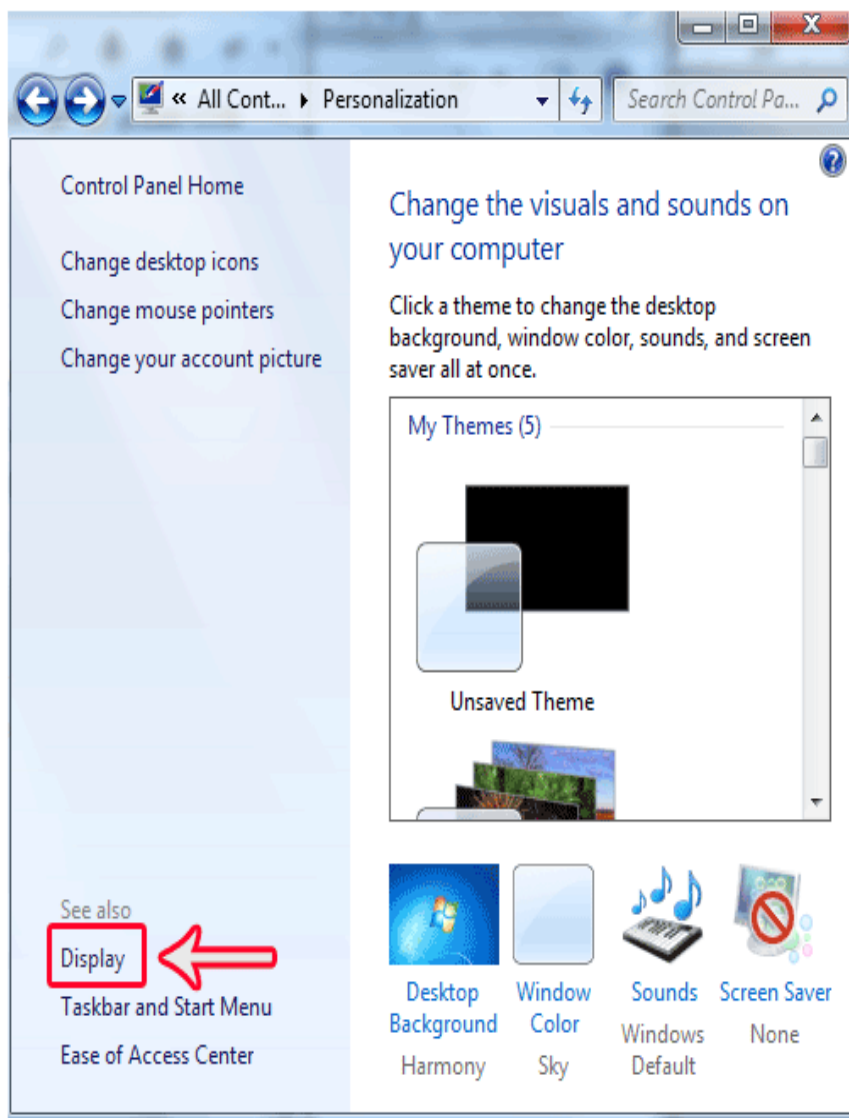 « All Cont... Personalization
Search Control Pa...
Control Panel Home
Change desktop icons
Change mouse pointers
Change your account picture
See also
Display
Taskbar and Start Menu
Ease of Access Center
Change the visuals and sounds on
your computer
Click a theme to change the desktop
background, window color, sounds, and screen
saver all at once.
My Themes (5)
Unsaved Theme
Desktop
Background
Harmony
Window
Color
Sky
Sounds
Windows
Default
Screen Saver
None